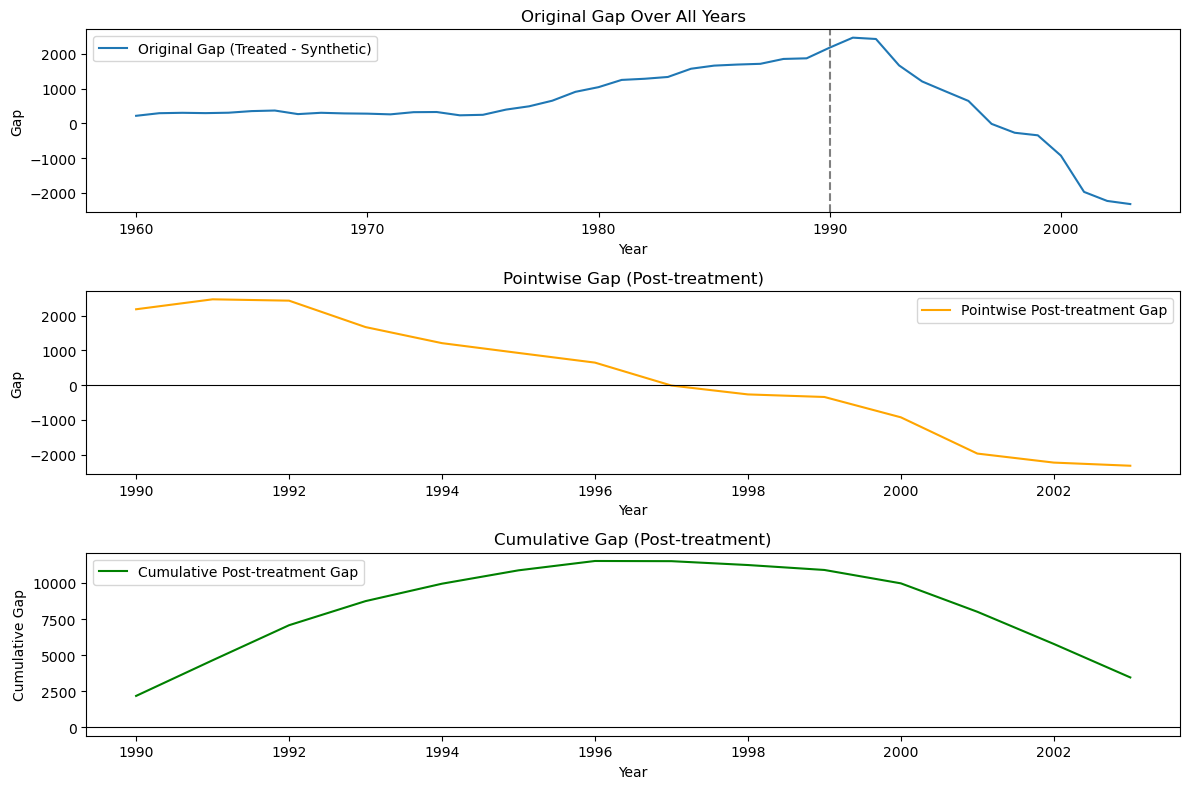 Original Gap Over All Years
Original Gap (Treated - Synthetic)
Gap
2000
1000
0
−1000
−2000
1960
1970
1980
1990
2000
Year
Pointwise Gap (Post-treatment)
Pointwise Post-treatment Gap
Gap
2000
1000
0
−1000
−2000
1990
1992
1994
1996
1998
2000
2002
Year
Cumulative Gap (Post-treatment)
Cumulative Post-treatment Gap
Cumulative Gap
10000
7500
5000
2500
0
1990
1992
1994
1996
1998
2000
2002
Year